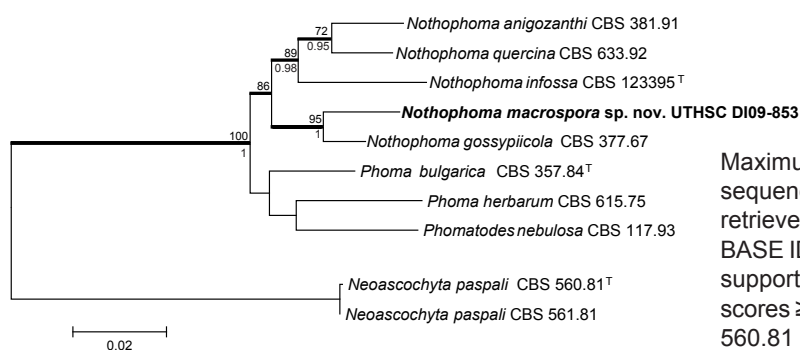 72
0.95
89
0.98
86
95
1
100
1
Nothophoma anigozanthi CBS 381.91
Nothophoma quercina CBS 633.92
Nothophoma infossa CBS 123395 T
Nothophoma macrospora sp. nov. UTHSC DI09-853
Nothophoma gossypiicola CBS 377.67
Phoma bulgarica CBS 357.84 T
Phoma herbarum CBS 615.75
Phomatodes nebulosa CBS 117.93
Neoascochyta paspali CBS 560.81 T
Neoascochyta paspali CBS 561.81
0.02
Maximu
sequenc
retrieve
BASE ID
support
scores ≥
560.81